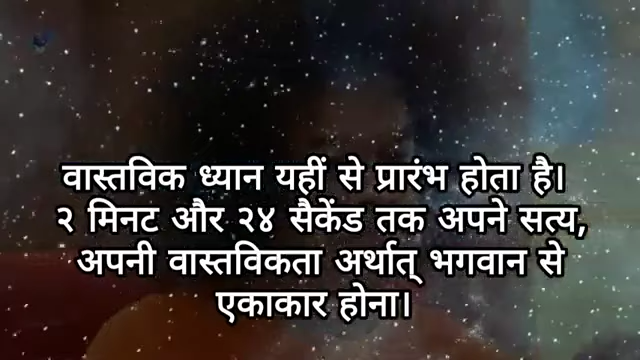 वास्तविक ध्यान यहीं से प्रारंभ होता है।
२ मिनट और २४ सैकेंड तक अपने सत्य,
अपनी वास्तविकता अर्थात् भगवान से
एकाकार होना।